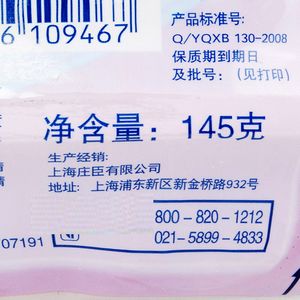 产品标准号:
6 109467
Q/YQXB 130-2008
保质期到期日
及批号: (见打印)
净含量: 145克
生产经销:
上海庄臣有限公司
地址: 上海浦东新区新金桥路932号
800-820-1212
021-5899-4833
07191